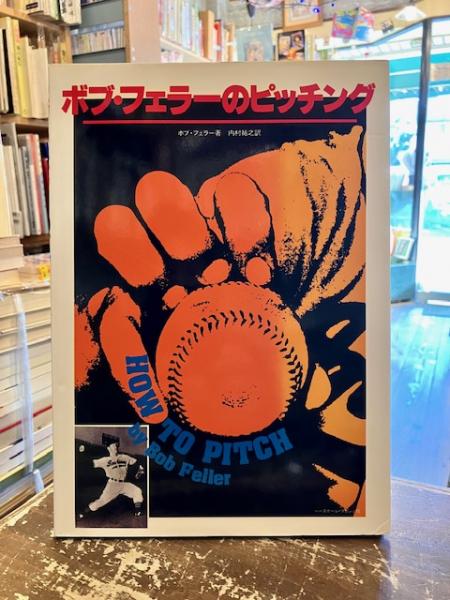 ボブ・フェラーのピッチング
ボブ・フェラー著 内村祐之訳
HOW TO PITCH
by Bob Feller